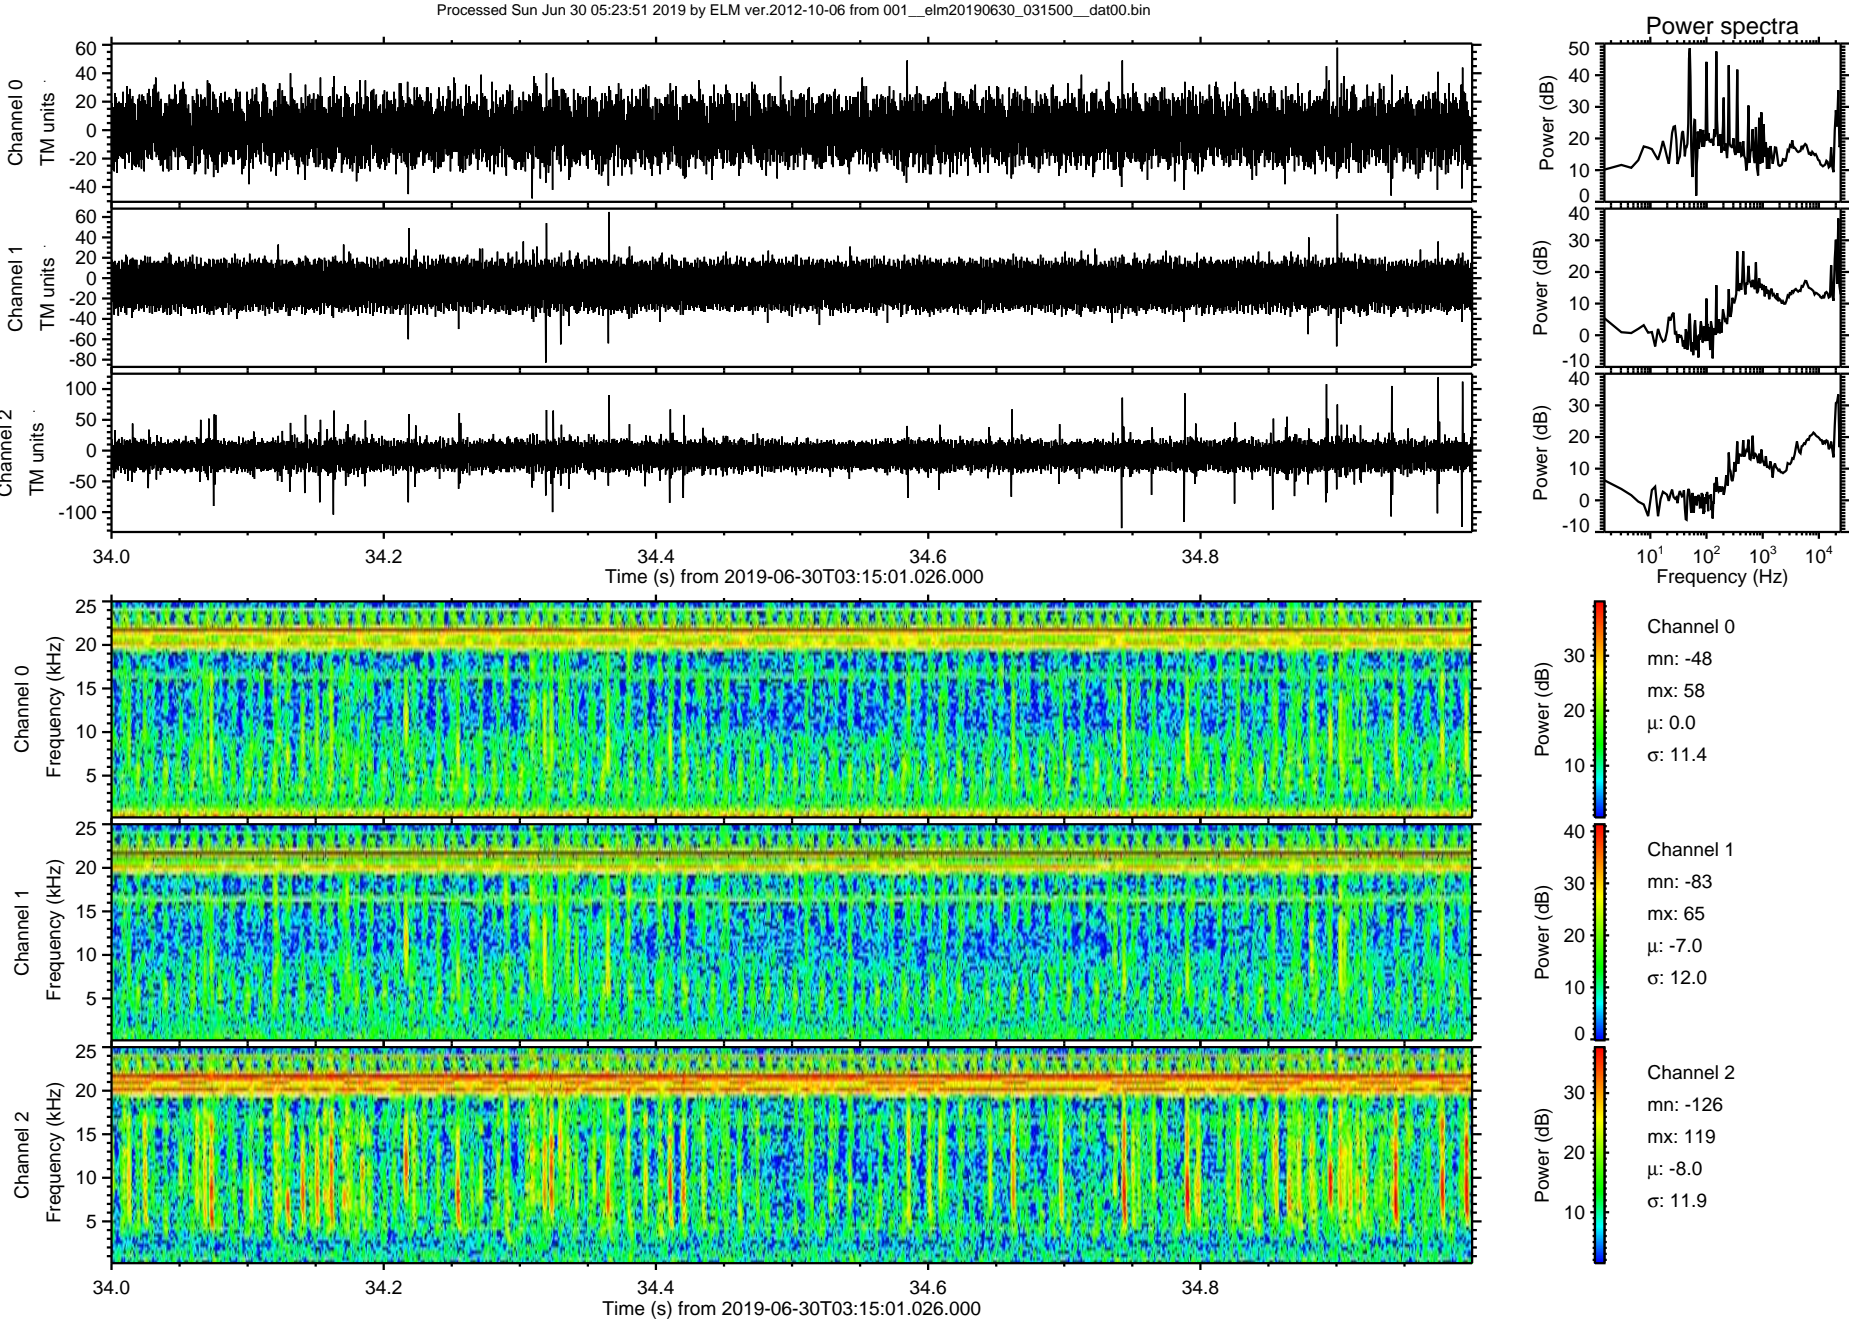 Processed Sun Jun 30 05:23:51 2019 by ELM ver.2012-10-06 from 001__elm20190630_031500__dat00.bin
Power spectra
Channel 0
TM units
60
40
20
0
-20
-40
Power (dB)
50
40
30
20
10
0
Channel 1
TM units
60
40
20
0
-20
-40
-60
-80
Power (dB)
40
30
20
10
0
-10
Channel 2
TM units
100
50
0
-50
-100
Power (dB)
40
30
20
10
0
-10
34.0 34.2 34.4 34.6 34.8
Time (s) from 2019-06-30T03:15:01.026.000
10^1 10^2 10^3 10^4
Frequency (Hz)
Channel 0
Frequency (kHz)
25
20
15
10
5
Power (dB)
30
20
10
Channel 0
mn: -48
mx: 58
μ: 0.0
σ: 11.4
Channel 1
Frequency (kHz)
25
20
15
10
5
Power (dB)
40
30
20
10
0
Channel 1
mn: -83
mx: 65
μ: -7.0
σ: 12.0
Channel 2
Frequency (kHz)
25
20
15
10
5
Power (dB)
30
20
10
Channel 2
mn: -126
mx: 119
μ: -8.0
σ: 11.9
34.0 34.2 34.4 34.6 34.8
Time (s) from 2019-06-30T03:15:01.026.000